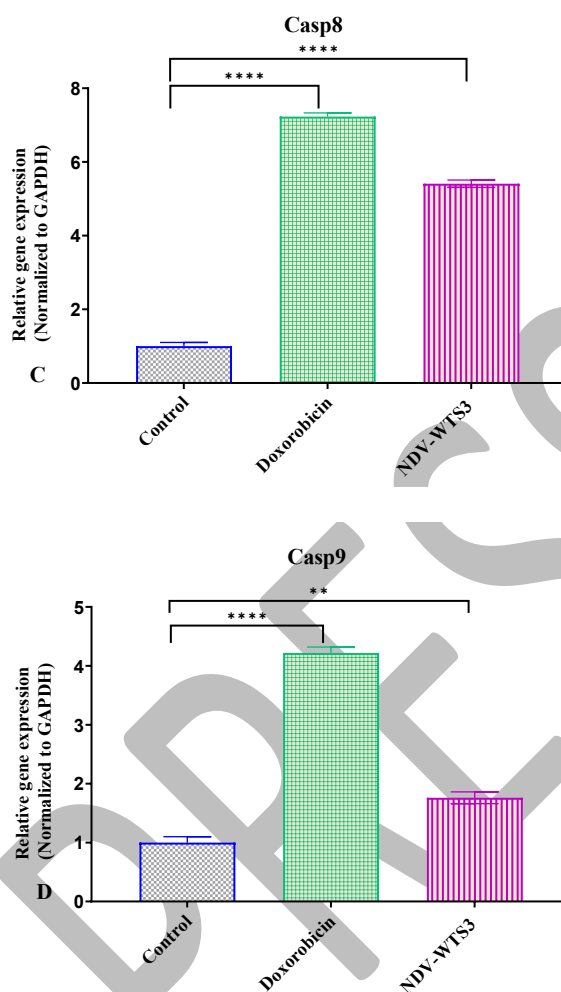 Casp8
****
****
8
6
4
2
0
Relative gene expression
(Normalized to GAPDH)
C
Control
Doxorobicin
NDV-WTS3
Casp9
**
****
5
4
3
2
1
0
Relative gene expression
(Normalized to GAPDH)
D
Control
Doxorobicin
NDV-WTS3